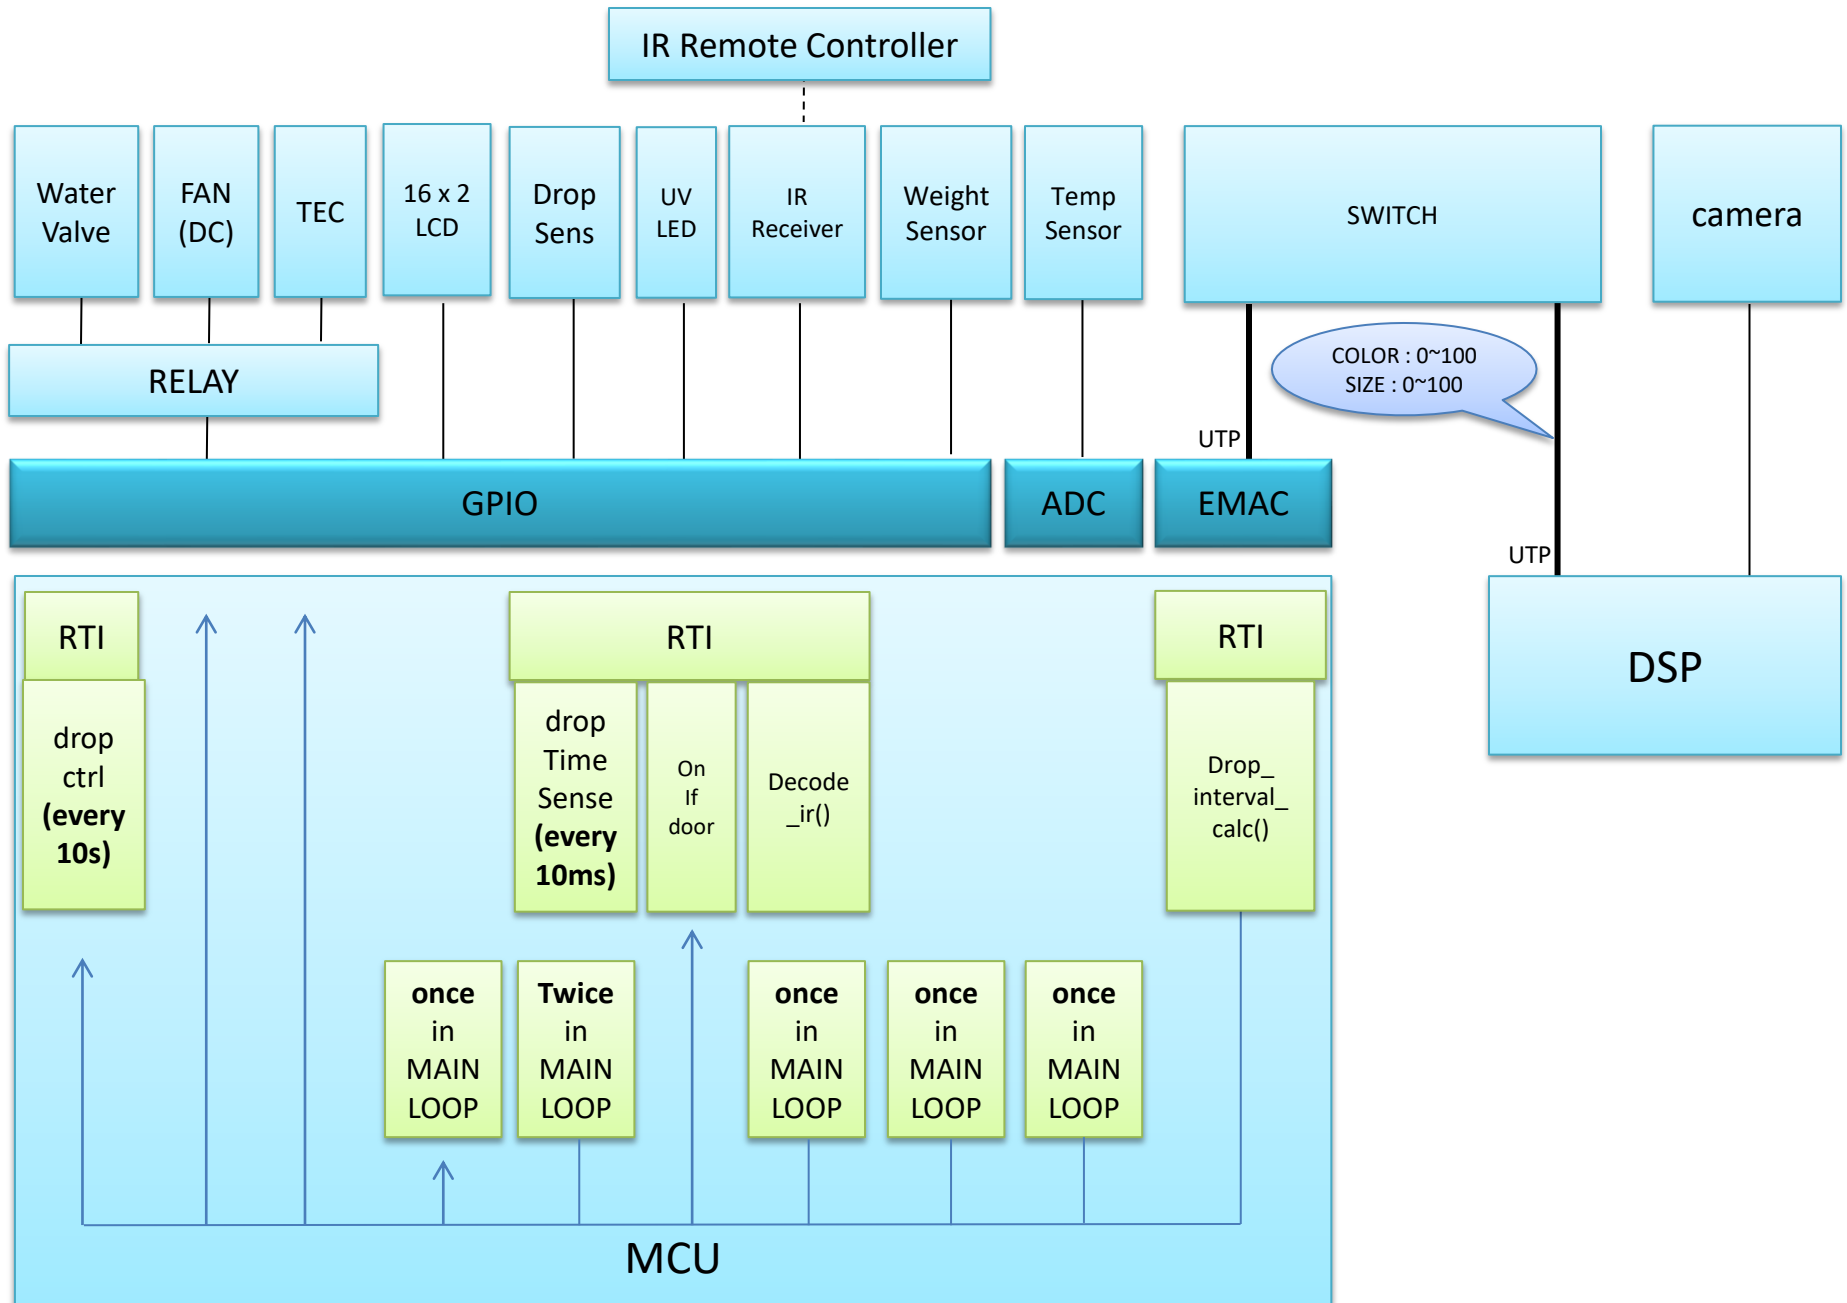 IR Remote Controller
Water
Valve
FAN
(DC)
TEC
16 x 2
LCD
Drop
Sens
UV
LED
IR
Receiver
Weight
Sensor
Temp
Sensor
SWITCH
camera
RELAY
COLOR : 0~100
SIZE : 0~100
UTP
GPIO
ADC
EMAC
UTP
RTI
RTI
RTI
DSP
drop
ctrl
(every
10s)
drop
Time
Sense
(every
10ms)
On
If
door
Decode
_ir()
Drop_
interval_
calc()
once
in
MAIN
LOOP
Twice
in
MAIN
LOOP
once
in
MAIN
LOOP
once
in
MAIN
LOOP
once
in
MAIN
LOOP
MCU